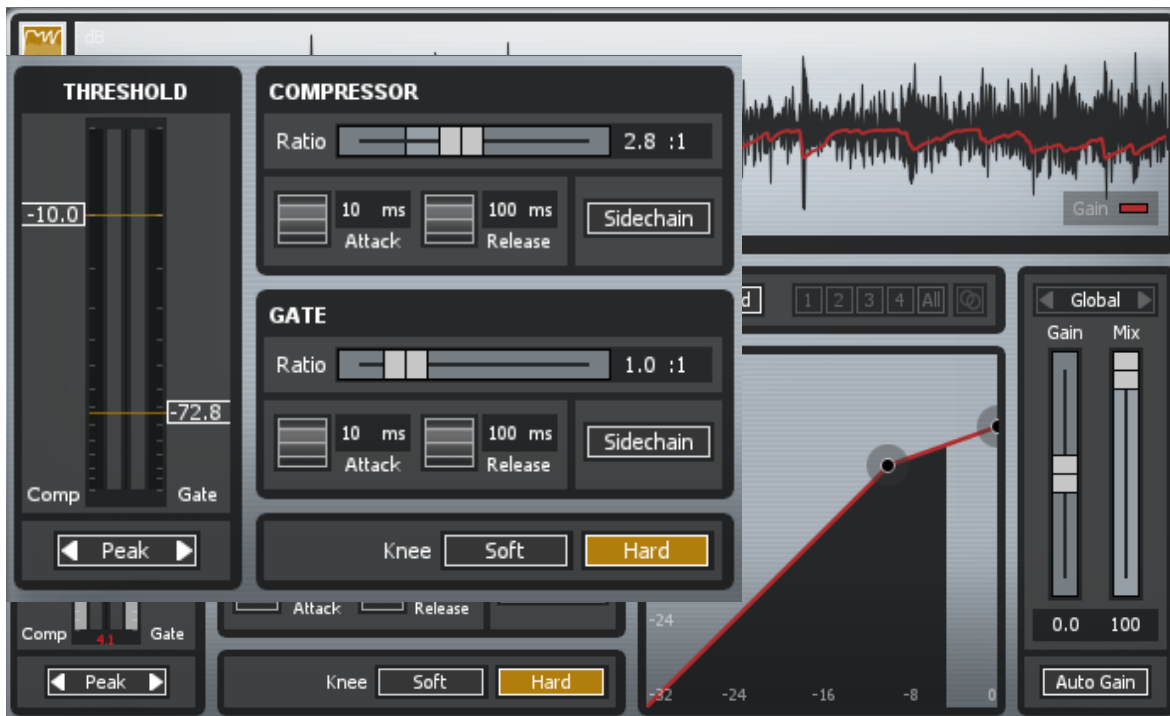 dB
THRESHOLD
-10.0
-72.8
Comp
Gate
Peak
COMPRESSOR
Ratio 2.8 :1
10 ms
Attack
100 ms
Release
Sidechain
GATE
Ratio 1.0 :1
10 ms
Attack
100 ms
Release
Sidechain
Knee Soft Hard
Gain
1 2 3 4 All
Global
Gain Mix
0.0 100
Auto Gain
-24
-32 -24 -16 -8 0
Comp 4.1 Gate
Peak
Attack Release
Knee Soft Hard